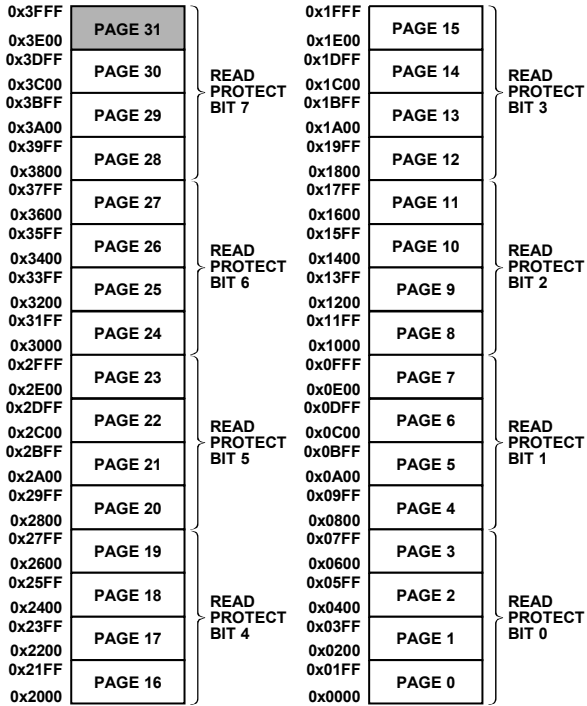 0x3FFF
PAGE 31
0x3E00
0x3DFF
PAGE 30
0x3C00
0x3BFF
PAGE 29
0x3A00
0x39FF
PAGE 28
0x3800
READ
PROTECT
BIT 7
0x37FF
PAGE 27
0x3600
0x35FF
PAGE 26
0x3400
0x33FF
PAGE 25
0x3200
0x31FF
PAGE 24
0x3000
READ
PROTECT
BIT 6
0x2FFF
PAGE 23
0x2E00
0x2DFF
PAGE 22
0x2C00
0x2BFF
PAGE 21
0x2A00
0x29FF
PAGE 20
0x2800
READ
PROTECT
BIT 5
0x27FF
PAGE 19
0x2600
0x25FF
PAGE 18
0x2400
0x23FF
PAGE 17
0x2200
0x21FF
PAGE 16
0x2000
READ
PROTECT
BIT 4
0x1FFF
PAGE 15
0x1E00
0x1DFF
PAGE 14
0x1C00
0x1BFF
PAGE 13
0x1A00
0x19FF
PAGE 12
0x1800
READ
PROTECT
BIT 3
0x17FF
PAGE 11
0x1600
0x15FF
PAGE 10
0x1400
0x13FF
PAGE 9
0x1200
0x11FF
PAGE 8
0x1000
READ
PROTECT
BIT 2
0x0FFF
PAGE 7
0x0E00
0x0DFF
PAGE 6
0x0C00
0x0BFF
PAGE 5
0x0A00
0x09FF
PAGE 4
0x0800
READ
PROTECT
BIT 1
0x07FF
PAGE 3
0x0600
0x05FF
PAGE 2
0x0400
0x03FF
PAGE 1
0x0200
0x01FF
PAGE 0
0x0000
READ
PROTECT
BIT 0